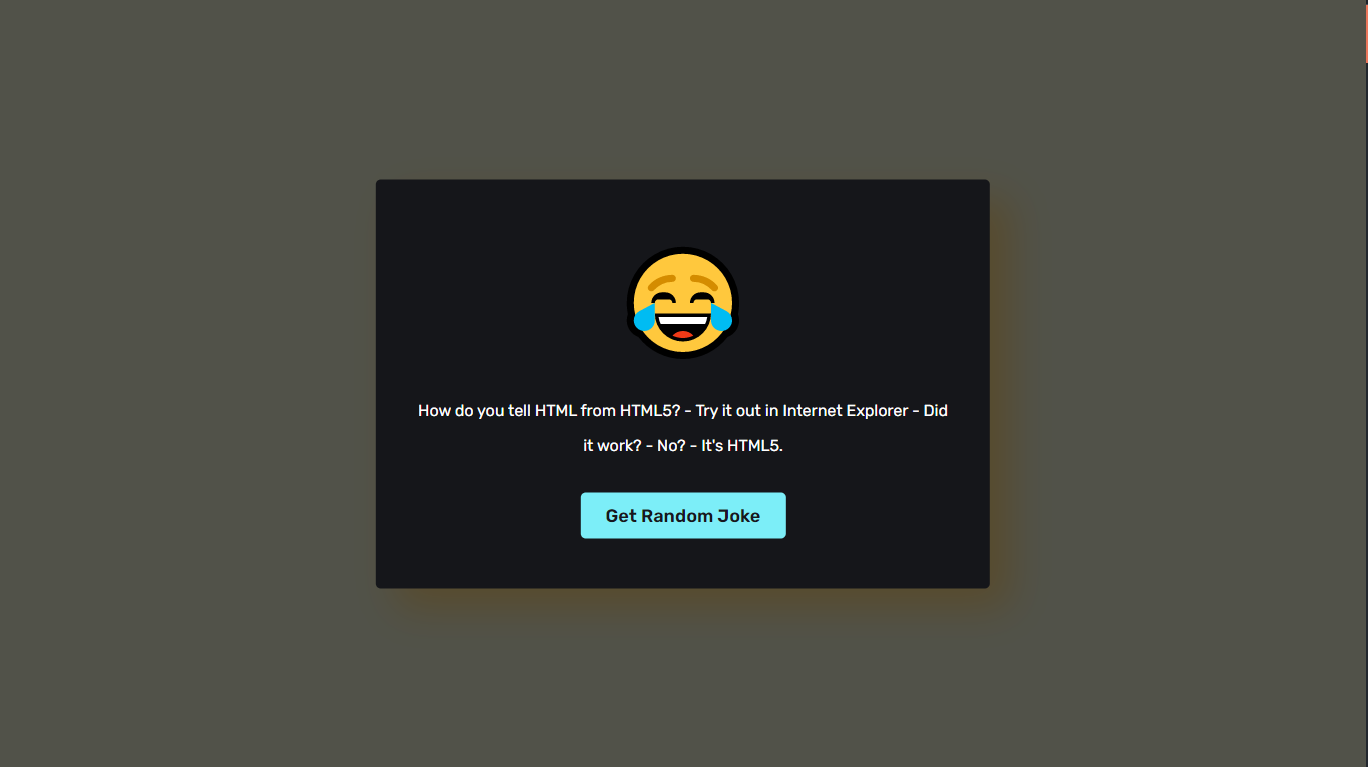 How do you tell HTML from HTML5? - Try it out in Internet Explorer - Did
it work? - No? - It's HTML5.
Get Random Joke